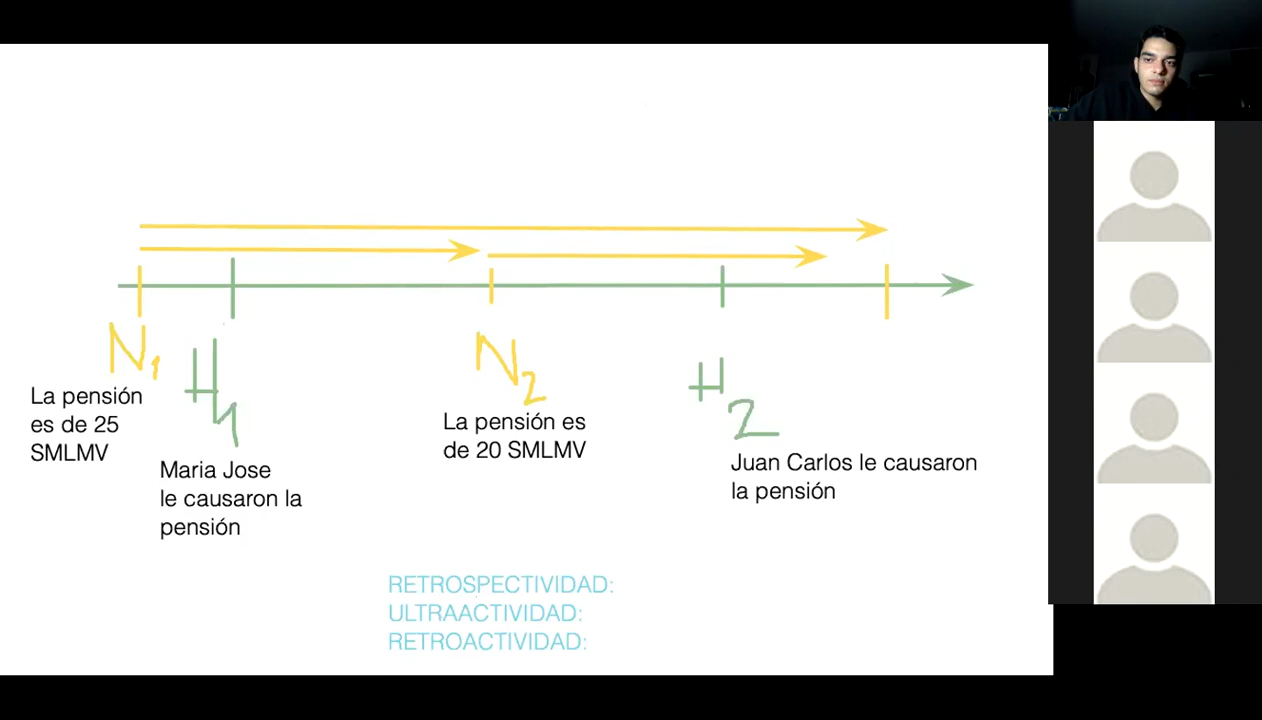 N1
La pensión
es de 25
SMLMV
H1
Maria Jose
le causaron la
pensión
N2
La pensión es
de 20 SMLMV
H2
Juan Carlos le causaron
la pensión
RETROSPECTIVIDAD:
ULTRAACTIVIDAD:
RETROACTIVIDAD: